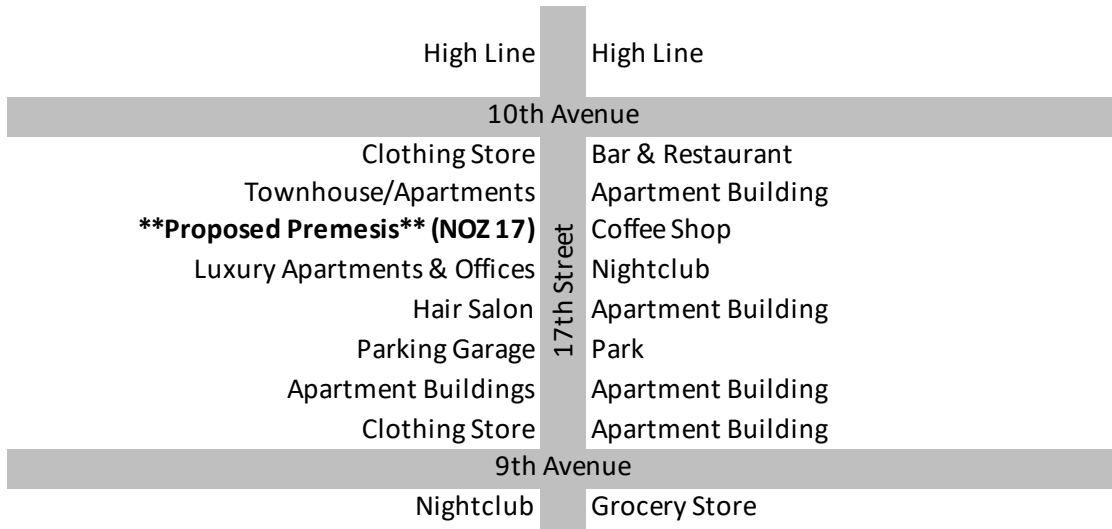 High Line High Line
10th Avenue
Clothing Store Bar & Restaurant
Townhouse/Apartments Apartment Building
**Proposed Premesis** (NOZ 17) Coffee Shop
Luxury Apartments & Offices Nightclub
Hair Salon Apartment Building
Parking Garage Park
Apartment Buildings Apartment Building
Clothing Store Apartment Building
17th Street
9th Avenue
Nightclub Grocery Store